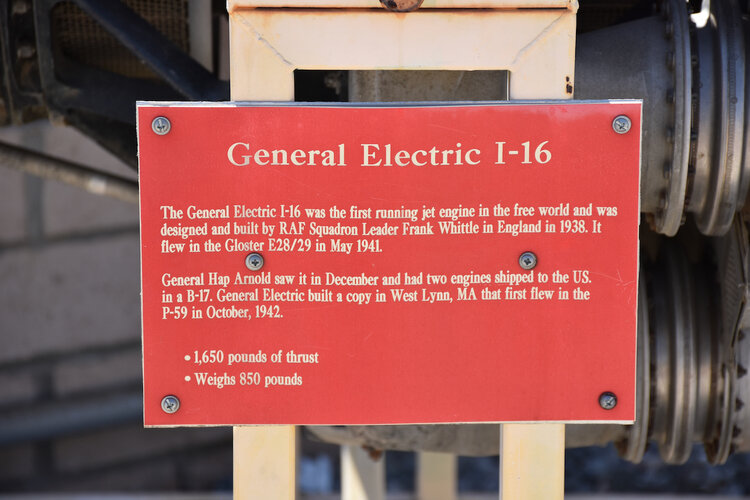 General Electric I-16
The General Electric I-16 was the first running jet engine in the free world and was
designed and built by RAF Squadron Leader Frank Whittle in England in 1938. It
flew in the Gloster E28/29 in May 1941.
General Hap Arnold saw it in December and had two engines shipped to the US.
in a B-17. General Electric built a copy in West Lynn, MA that first flew in the
P-59 in October, 1942.
• 1,650 pounds of thrust
• Weighs 850 pounds